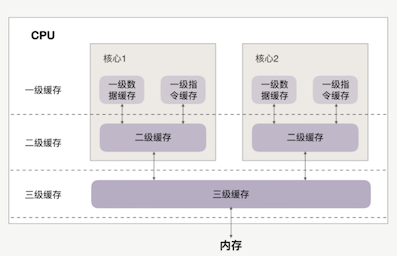 CPU
核心1
核心2
一级缓存
一级数
据缓存
一级指
令缓存
一级数
据缓存
一级指
令缓存
二级缓存
二级缓存
二级缓存
三级缓存
三级缓存
内存